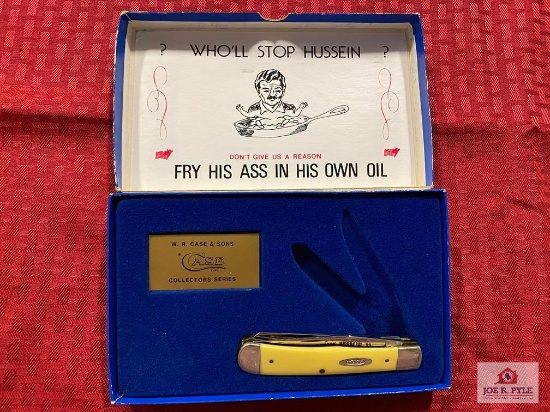 ? WHO'LL STOP HUSSEIN ?
DON'T GIVE US A REASON
FRY HIS ASS IN HIS OWN OIL
W. R. CASE & SONS
CASE
COLLECTORS SERIES
JOE R. PYLE